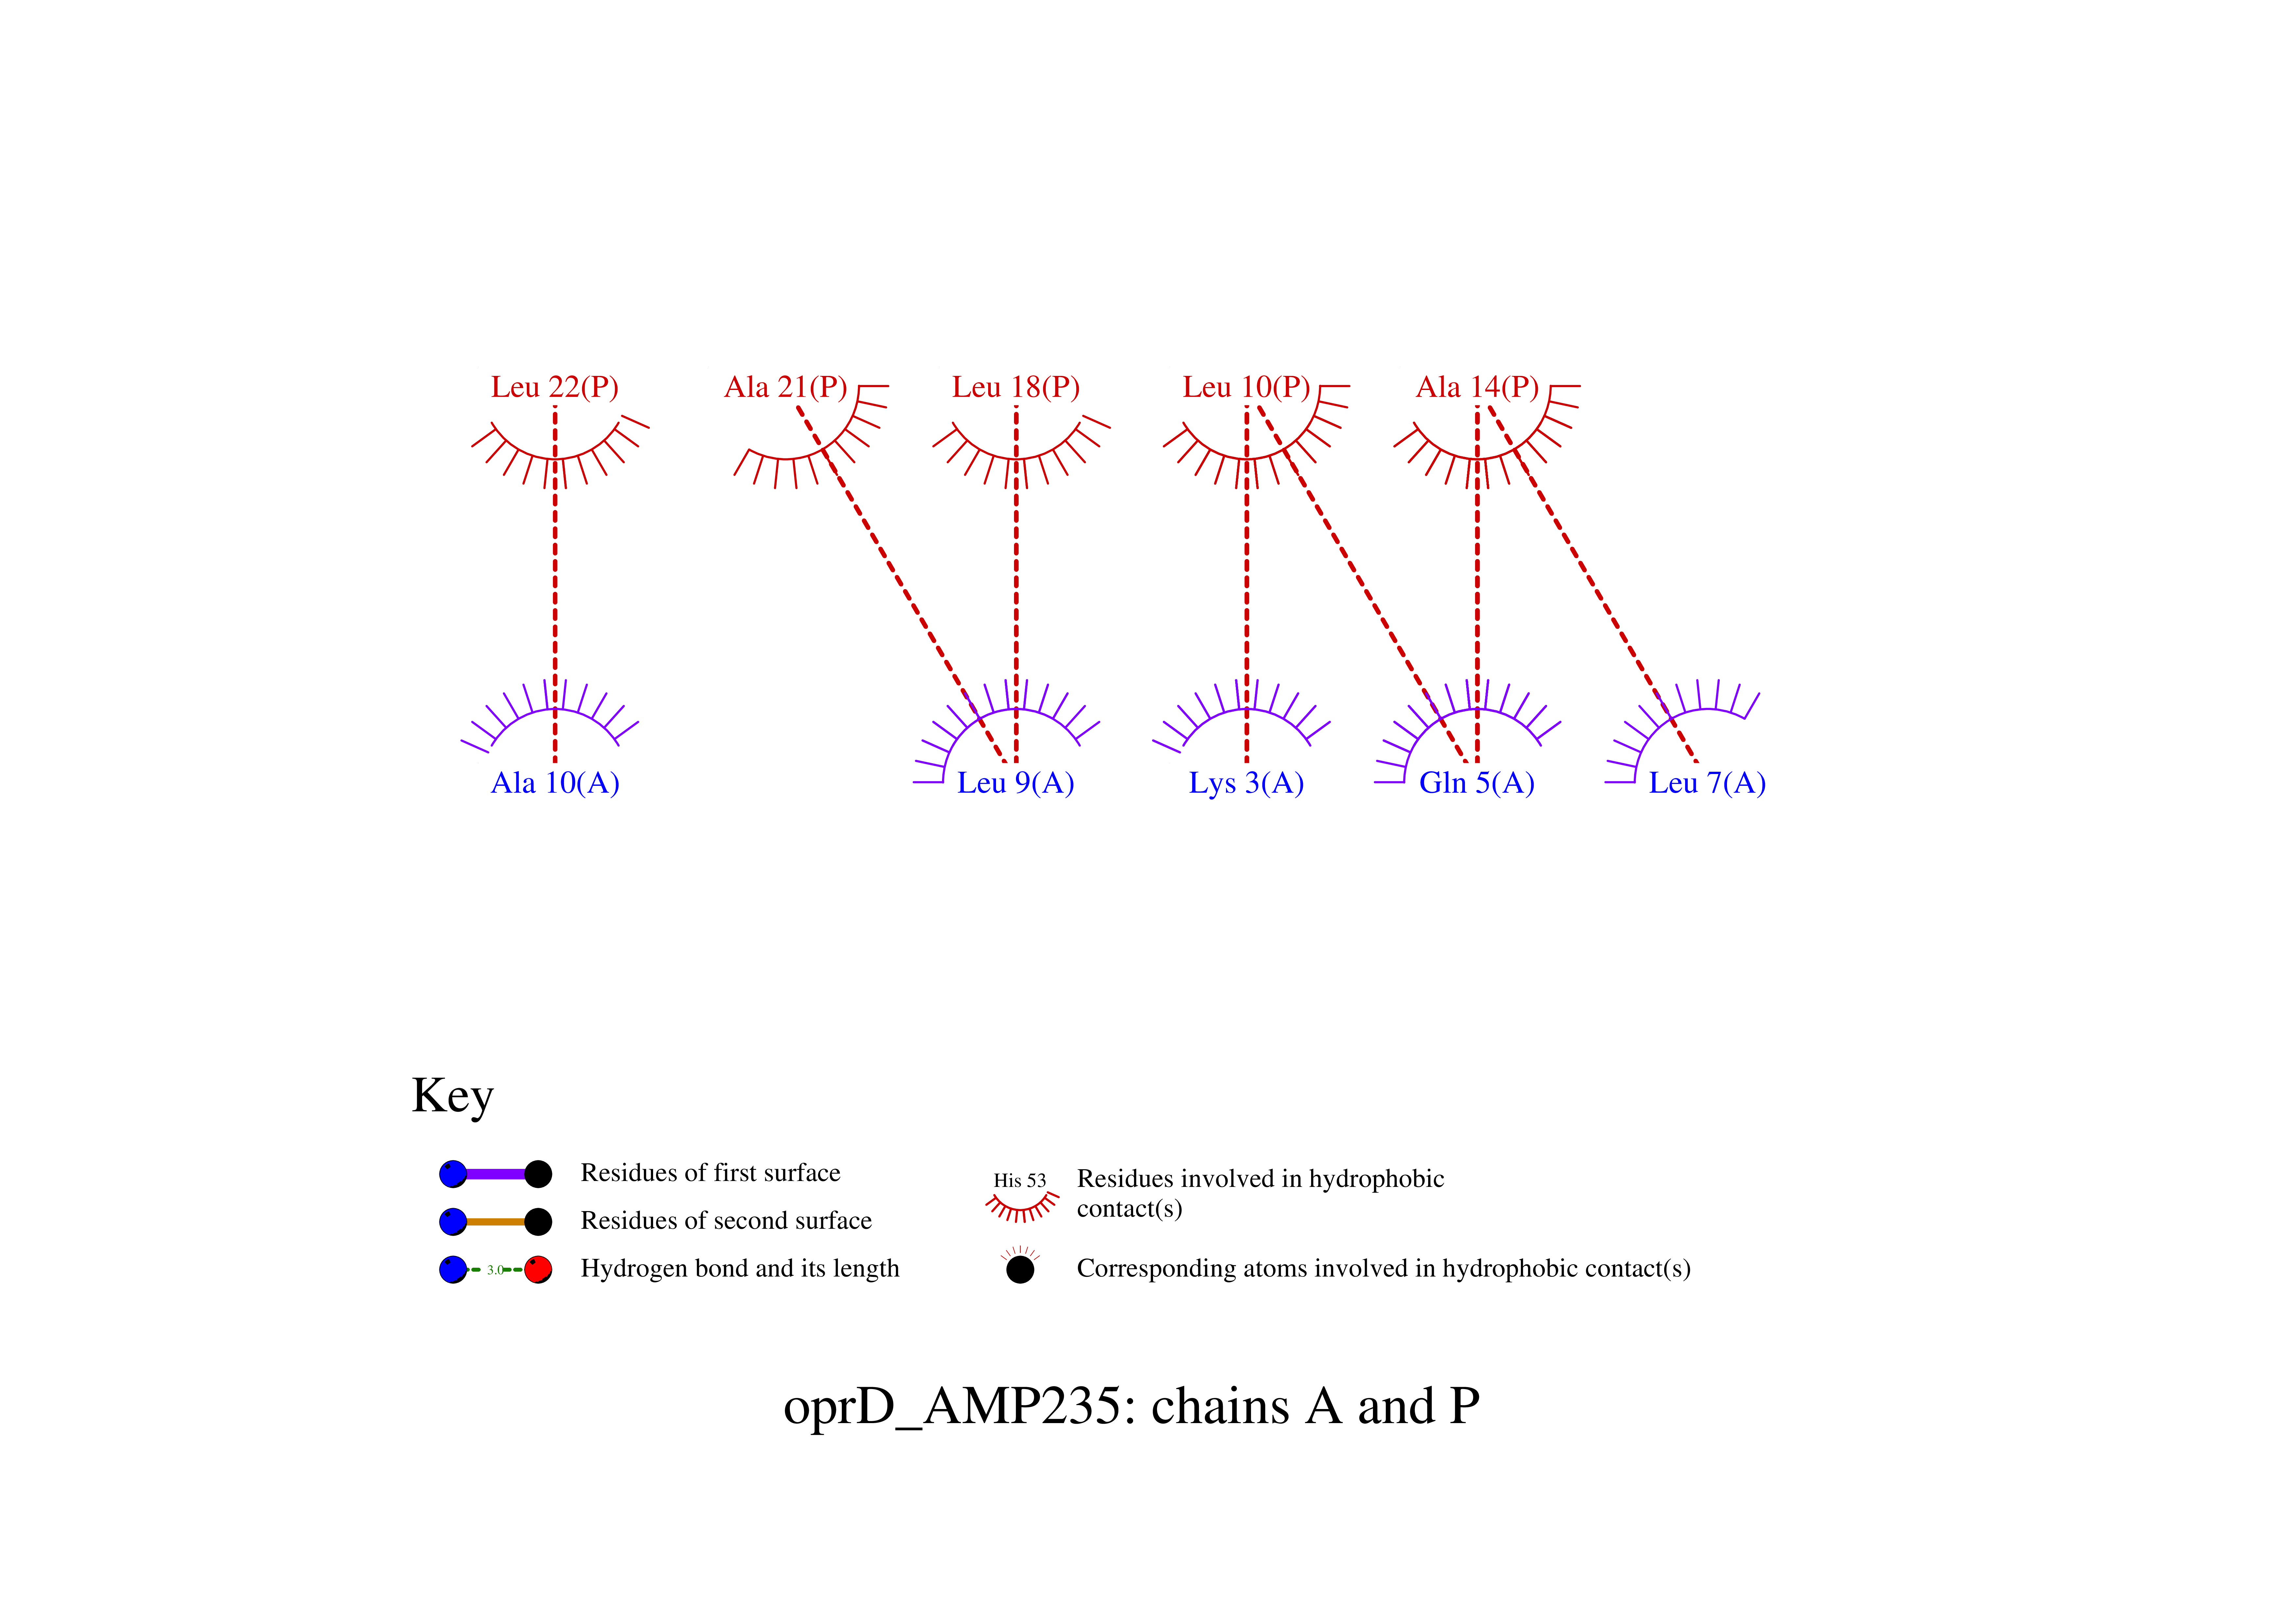 Leu 22(P) Ala 21(P) Leu 18(P) Leu 10(P) Ala 14(P)
Ala 10(A) Leu 9(A) Lys 3(A) Gln 5(A) Leu 7(A)
Key
Residues of first surface
Residues of second surface
3.0 Hydrogen bond and its length
His 53 Residues involved in hydrophobic
contact(s)
Corresponding atoms involved in hydrophobic contact(s)
oprD_AMP235: chains A and P